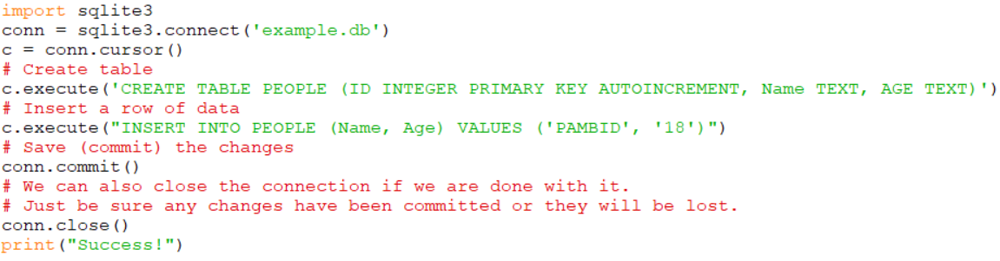 import sqlite3
conn = sqlite3.connect('example.db')
c = conn.cursor()
# Create table
c.execute('CREATE TABLE PEOPLE (ID INTEGER PRIMARY KEY AUTOINCREMENT, Name TEXT, AGE TEXT)')
# Insert a row of data
c.execute("INSERT INTO PEOPLE (Name, Age) VALUES ('PAMBID', '18')")
# Save (commit) the changes
conn.commit()
# We can also close the connection if we are done with it.
# Just be sure any changes have been committed or they will be lost.
conn.close()
print("Success!")